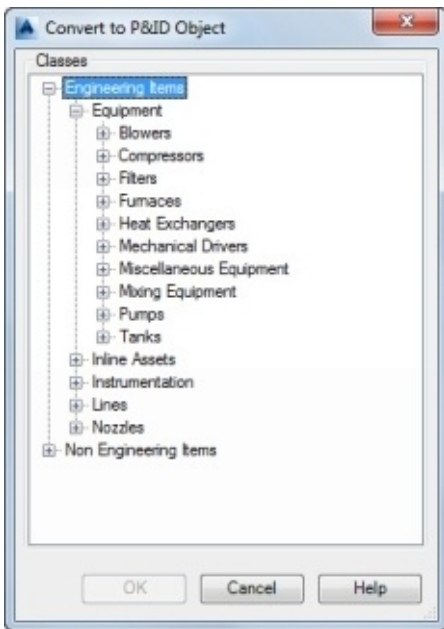 Convert to P&ID Object
Classes
Engineering Items
Equipment
Blowers
Compressors
Filters
Furnaces
Heat Exchangers
Mechanical Drivers
Miscellaneous Equipment
Mixing Equipment
Pumps
Tanks
Inline Assets
Instrumentation
Lines
Nozzles
Non Engineering Items
OK Cancel Help